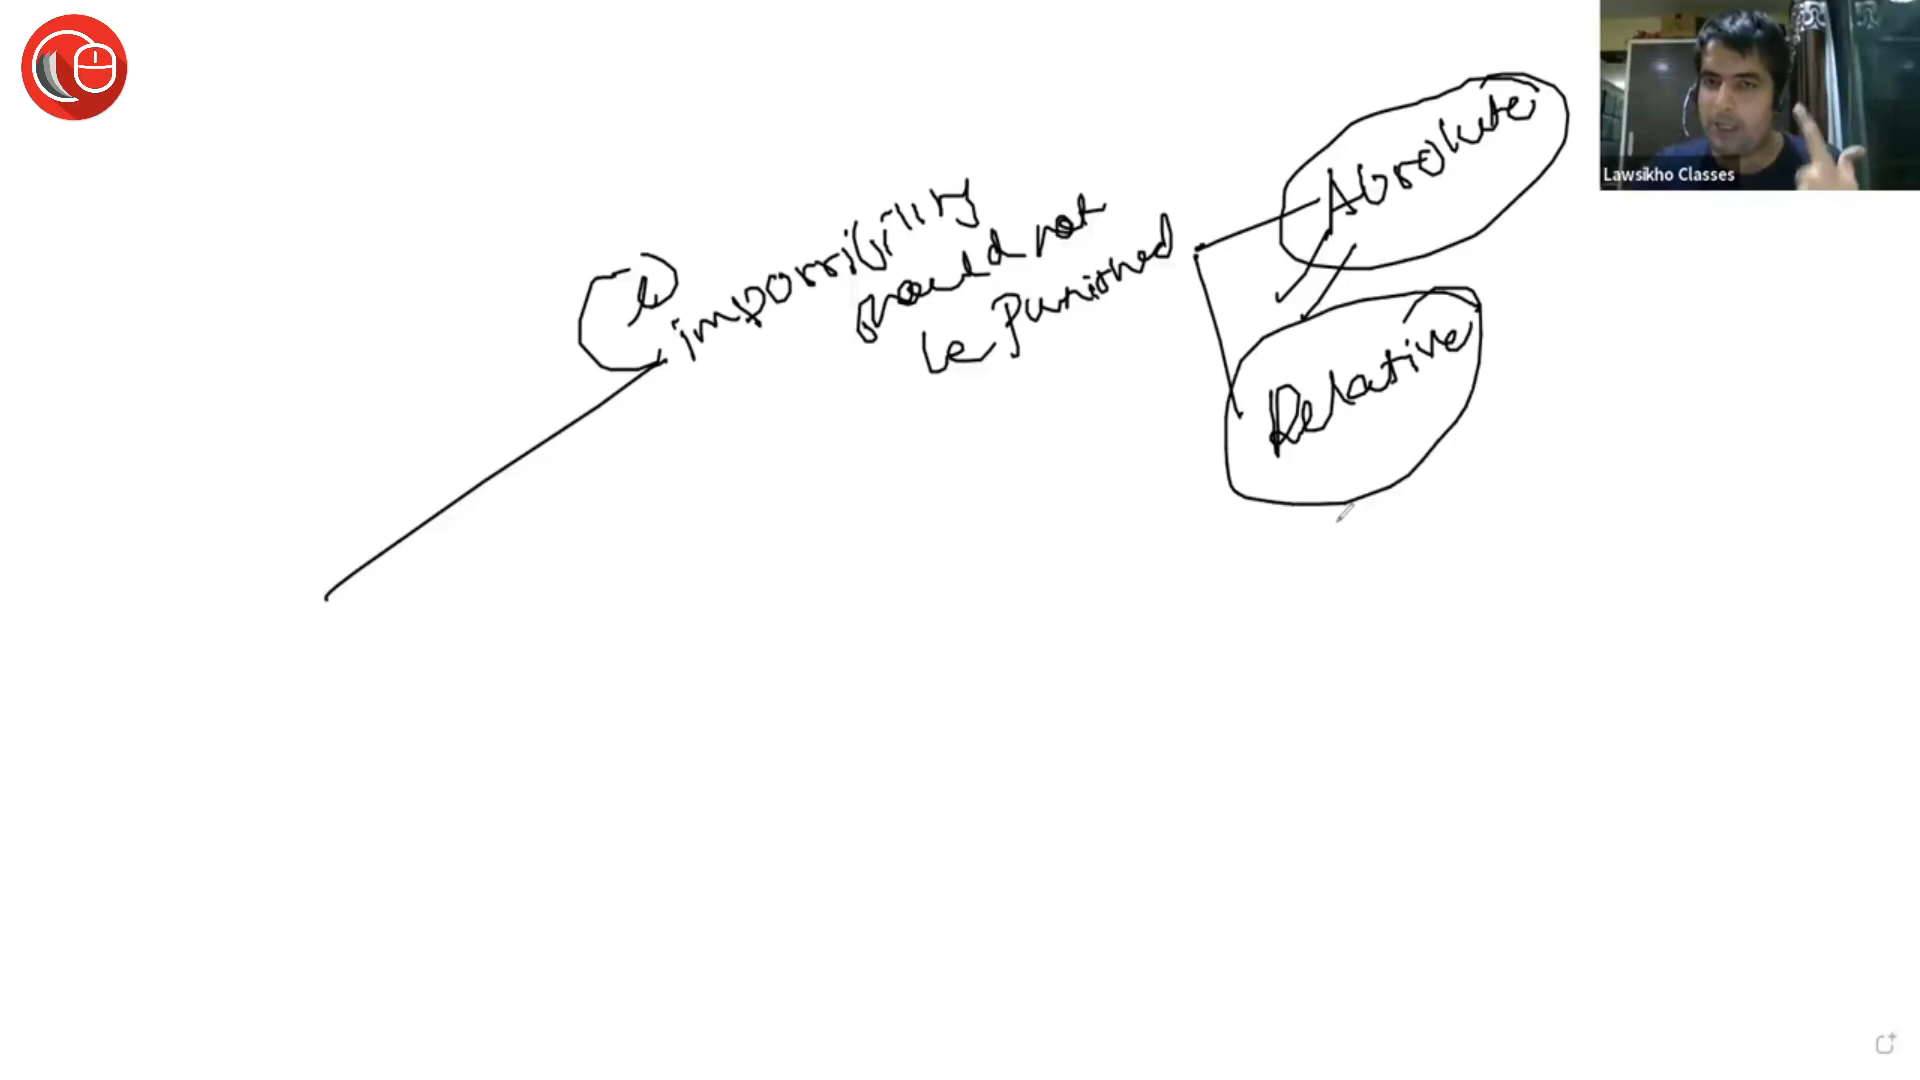 impossibility
should not
be punished
Absolute
Relative
Lawsikho Classes